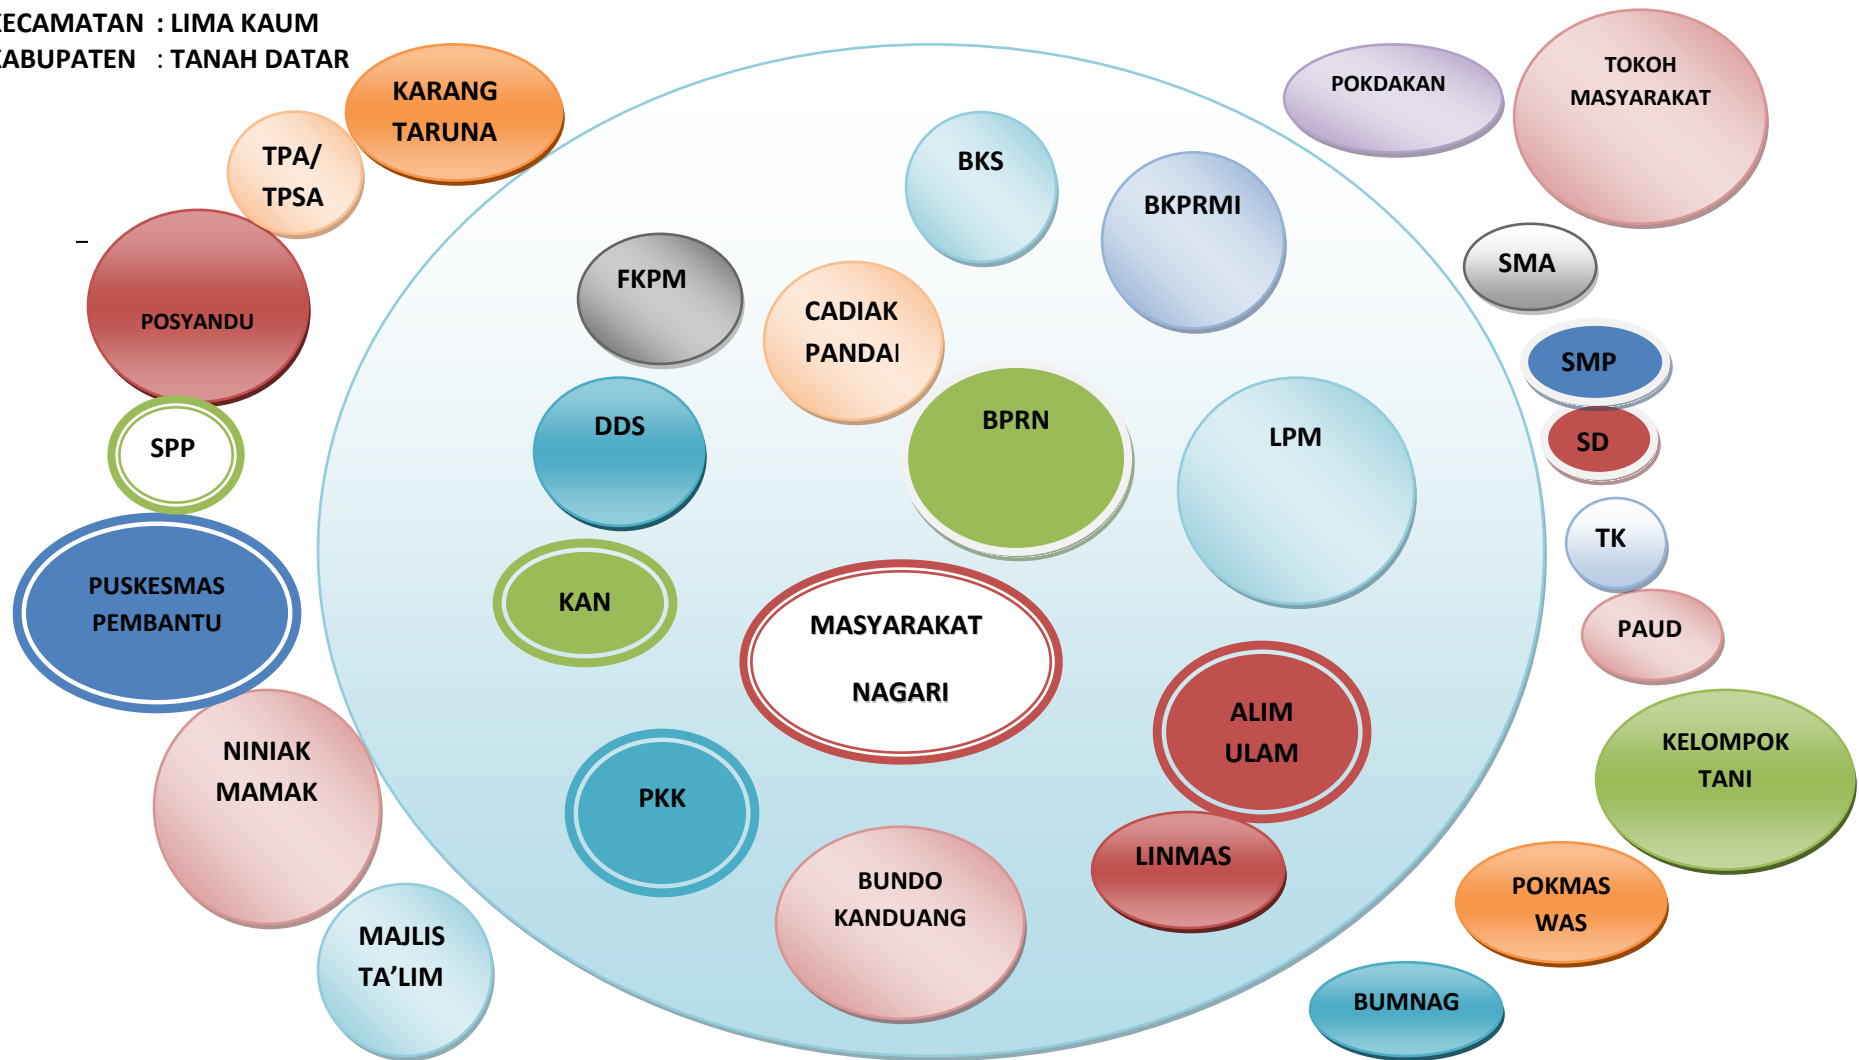 KECAMATAN : LIMA KAUM
KABUPATEN : TANAH DATAR
KARANG
TARUNA
TPA/
TPSA
POSYANDU
SPP
PUSKESMAS
PEMBANTU
NINIAK
MAMAK
MAJLIS
TA’LIM
BKS
BKPRMI
FKPM
CADIAK
PANDAI
DDS
BPRN
LPM
KAN
MASYARAKAT
NAGARI
ALIM
ULAM
PKK
LINMAS
BUNDO
KANDUANG
POKDAKAN
TOKOH
MASYARAKAT
SMA
SMP
SD
TK
PAUD
KELOMPOK
TANI
POKMAS
WAS
BUMNAG